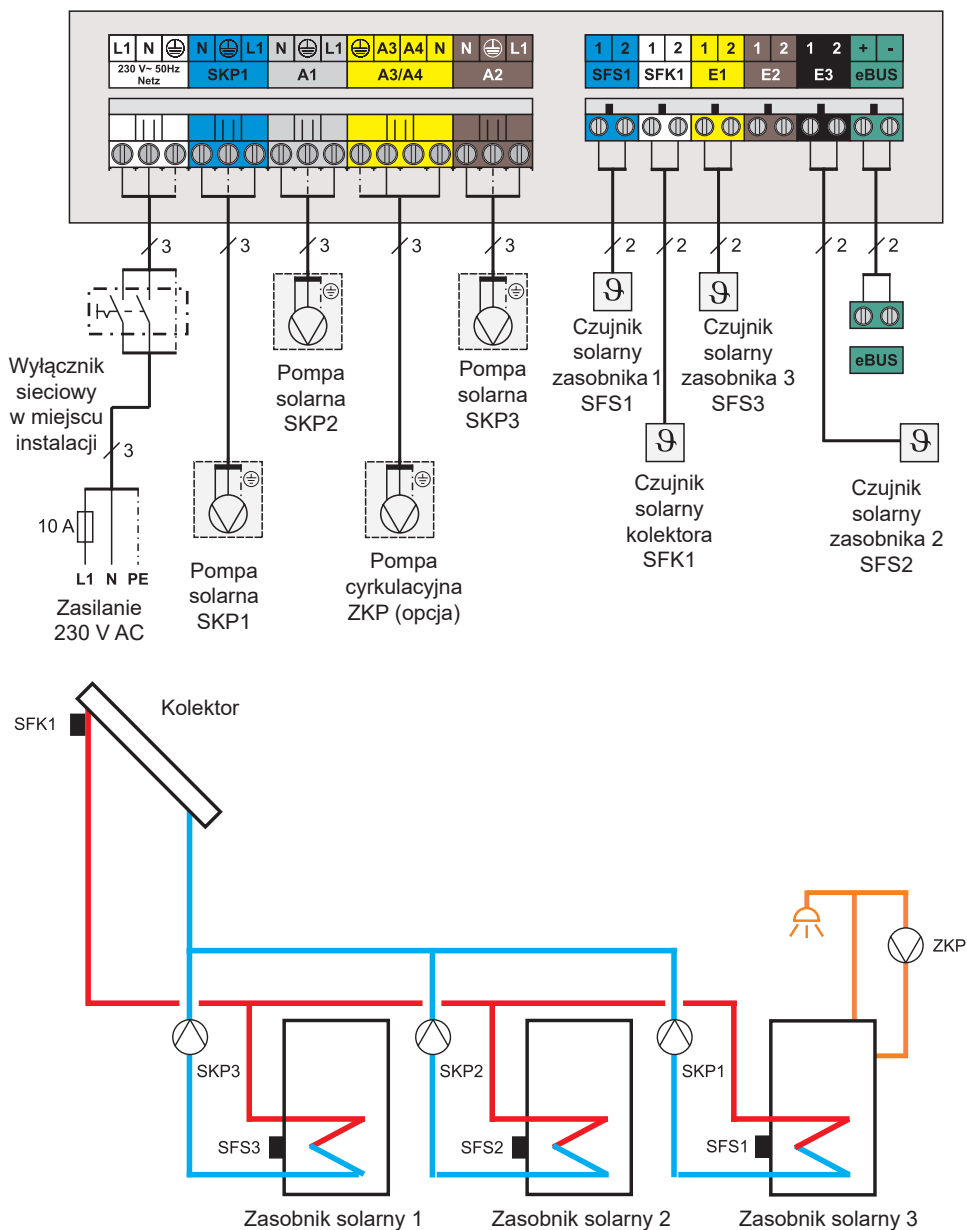 L1 N N L1 N L1 A3 A4 N N L1
230 V~ 50Hz
Netz
SKP1 A1 A3/A4 A2
1 2 1 2 1 2 1 2 1 2 + -
SFS1 SFK1 E1 E2 E3 eBUS
3 3 3 3 3 2 2 2 2 2
Wyłącznik
sieciowy
w miejscu
instalacji
3
10 A
L1 N PE
Zasilanie
230 V AC
Pompa
solarna
SKP1
Pompa
solarna
SKP2
Pompa
cyrkulacyjna
ZKP (opcja)
Pompa
solarna
SKP3
ϑ
Czujnik
solarny
zasobnika 1
SFS1
ϑ
Czujnik
solarny
kolektora
SFK1
ϑ
Czujnik
solarny
zasobnika 3
SFS3
eBUS
ϑ
Czujnik
solarny
zasobnika 2
SFS2
Kolektor
SFK1
ZKP
SKP3
SKP2
SKP1
SFS3
SFS2
SFS1
Zasobnik solarny 1
Zasobnik solarny 2
Zasobnik solarny 3